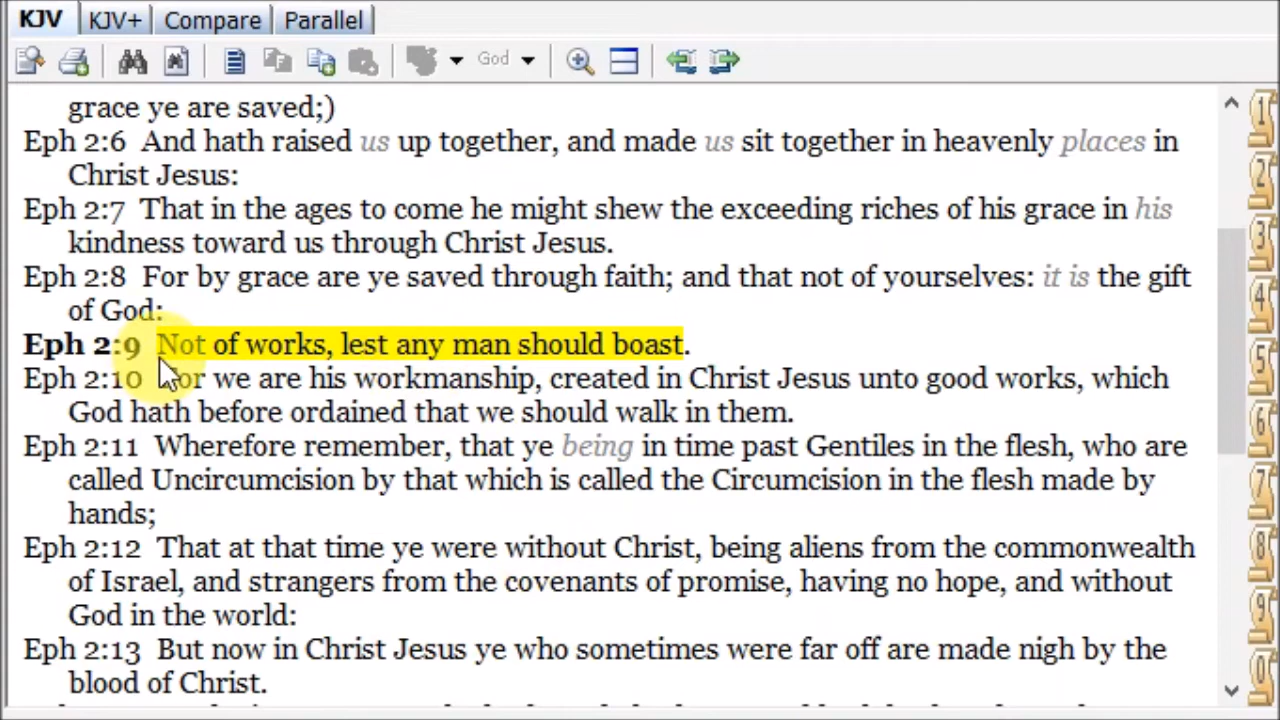 KJV KJV+ Compare Parallel
God
grace ye are saved;)
Eph 2:6 And hath raised us up together, and made us sit together in heavenly places in
Christ Jesus:
Eph 2:7 That in the ages to come he might shew the exceeding riches of his grace in his
kindness toward us through Christ Jesus.
Eph 2:8 For by grace are ye saved through faith; and that not of yourselves: it is the gift
of God:
Eph 2:9 Not of works, lest any man should boast.
Eph 2:10 For we are his workmanship, created in Christ Jesus unto good works, which
God hath before ordained that we should walk in them.
Eph 2:11 Wherefore remember, that ye being in time past Gentiles in the flesh, who are
called Uncircumcision by that which is called the Circumcision in the flesh made by
hands;
Eph 2:12 That at that time ye were without Christ, being aliens from the commonwealth
of Israel, and strangers from the covenants of promise, having no hope, and without
God in the world:
Eph 2:13 But now in Christ Jesus ye who sometimes were far off are made nigh by the
blood of Christ.
1
2
3
4
5
6
7
8
9
0